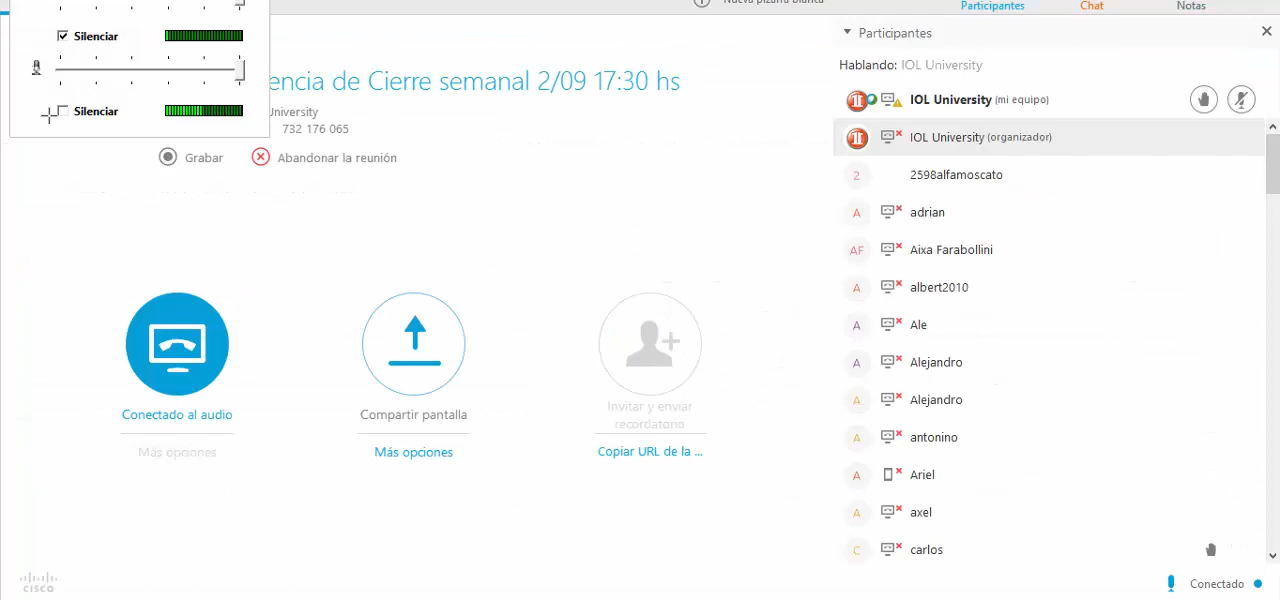 Participantes
Chat
Notas
Silenciar
Silenciar
encia de Cierre semanal 2/09 17:30 hs
University
732 176 065
Grabar
Abandonar la reunión
Conectado al audio
Más opciones
Compartir pantalla
Más opciones
Invitar y enviar
recordatorio
Copiar URL de la ...
CISCO
Participantes
Hablando: IOL University
IOL University (mi equipo)
IOL University (organizador)
2 2598alfamoscato
A adrian
AF Aixa Farabollini
A albert2010
A Ale
A Alejandro
A Alejandro
A antonino
A Ariel
A axel
C carlos
Conectado